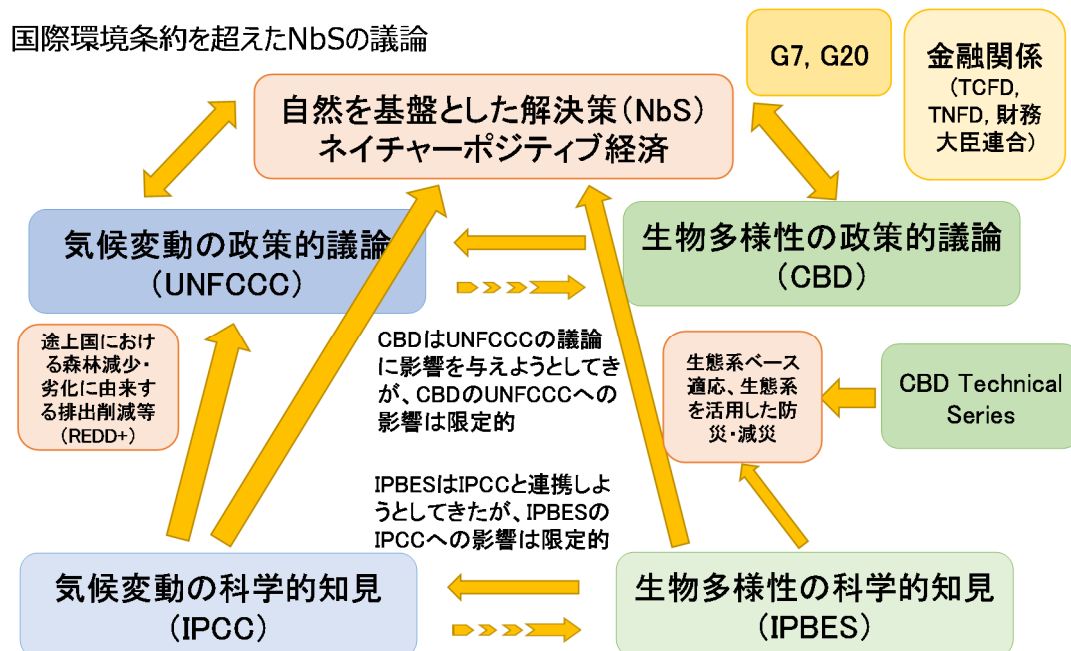 国際環境条約を超えたNbSの議論
G7, G20
金融関係
(TCFD,
TNFD, 財務
大臣連合)
自然を基盤とした解決策(NbS)
ネイチャーポジティブ経済
気候変動の政策的議論
(UNFCCC)
生物多様性の政策的議論
(CBD)
途上国におけ
る森林減少・
劣化に由来す
る排出削減等
(REDD+)
CBDはUNFCCCの議論
に影響を与えようとしてき
が、CBDのUNFCCCへの
影響は限定的
生態系ベース
適応、生態系
を活用した防
災・減災
CBD Technical
Series
IPBESはIPCCと連携しよ
うとしてきたが、IPBESの
IPCCへの影響は限定的
気候変動の科学的知見
(IPCC)
生物多様性の科学的知見
(IPBES)